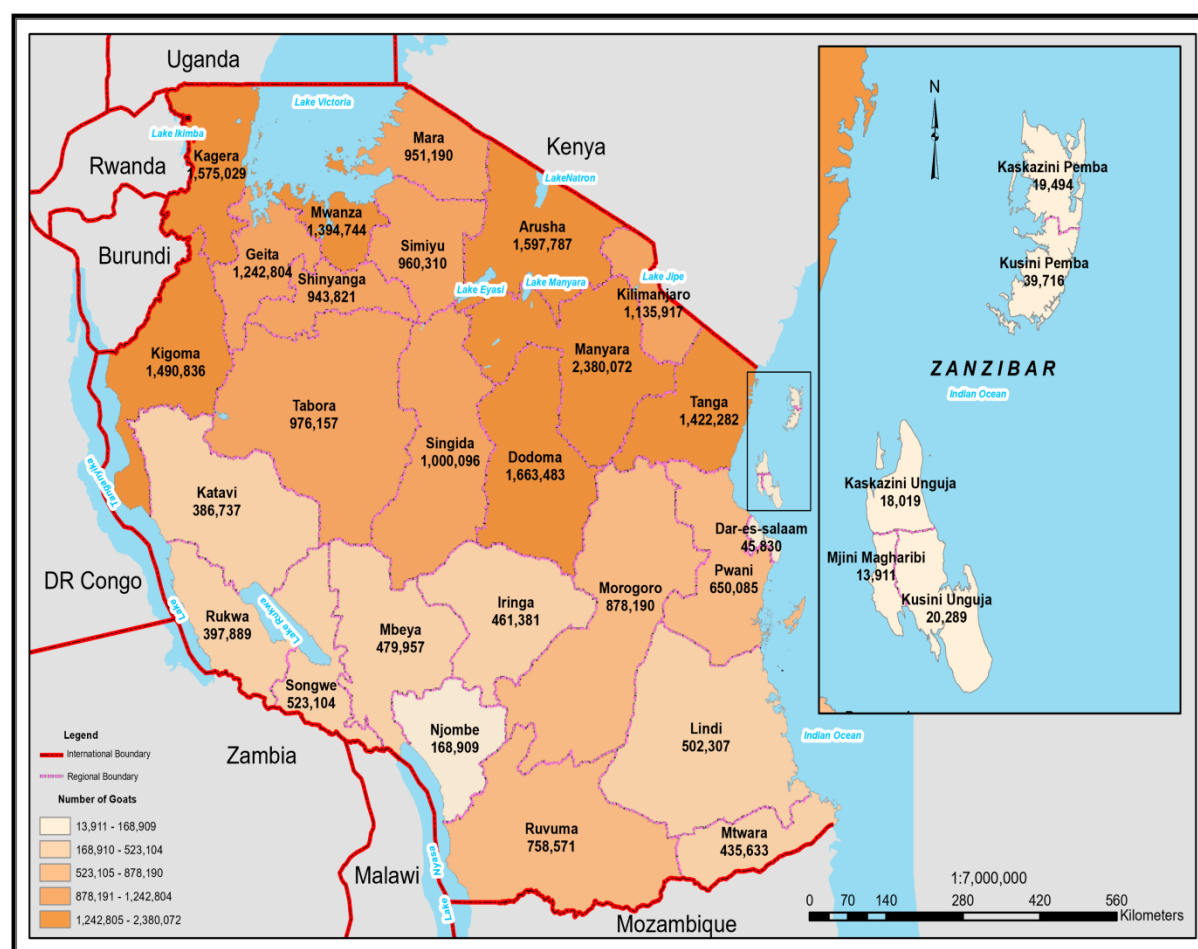 Uganda
Lake Victoria
Lake Ikimba
Rwanda
Kagera
1,575,029
Mara
951,190
Kenya
LakeNatron
Burundi
Mwanza
1,394,744
Geita
1,242,804
Simiyu
960,310
Arusha
1,597,787
Shinyanga
943,821
Lake Eyasi
Lake Manyara
Lake Jipe
Kilimanjaro
1,135,917
Kigoma
1,490,836
Manyara
2,380,072
Tabora
976,157
Singida
1,000,096
Dodoma
1,663,483
Tanga
1,422,282
Katavi
386,737
Tanganyika
Lake
DR Congo
Rukwa
397,889
Lake Rukwa
Mbeya
479,957
Iringa
461,381
Morogoro
878,190
Dar-es-salaam
45,830
Pwani
650,085
Songwe
523,104
Zambia
Njombe
168,909
Lindi
502,307
Indian Ocean
Ruvuma
758,571
Mtwara
435,633
Malawi
Nyasa
Lake
Mozambique
N
Kaskazini Pemba
19,494
Kusini Pemba
39,716
ZANZIBAR
Indian Ocean
Kaskazini Unguja
18,019
Mjini Magharibi
13,911
Kusini Unguja
20,289
Legend
International Boundary
Regional Boundary
Number of Goats
13,911 - 168,909
168,910 - 523,104
523,105 - 878,190
878,191 - 1,242,804
1,242,805 - 2,380,072
1:7,000,000
0 70 140 280 420 560
Kilometers